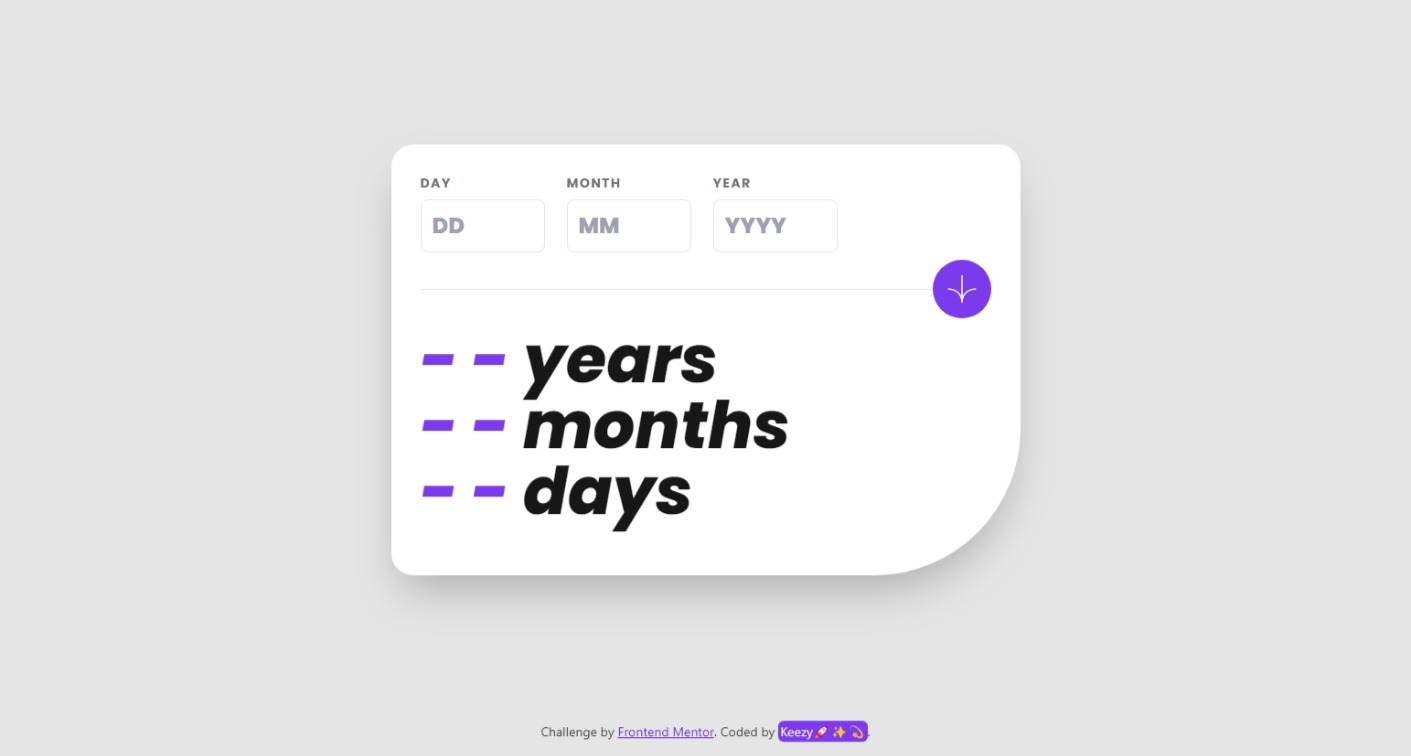 DAY MONTH YEAR
DD MM YYYY
- - years
- - months
- - days
Challenge by Frontend Mentor. Coded by Keezy🚀✨💫.